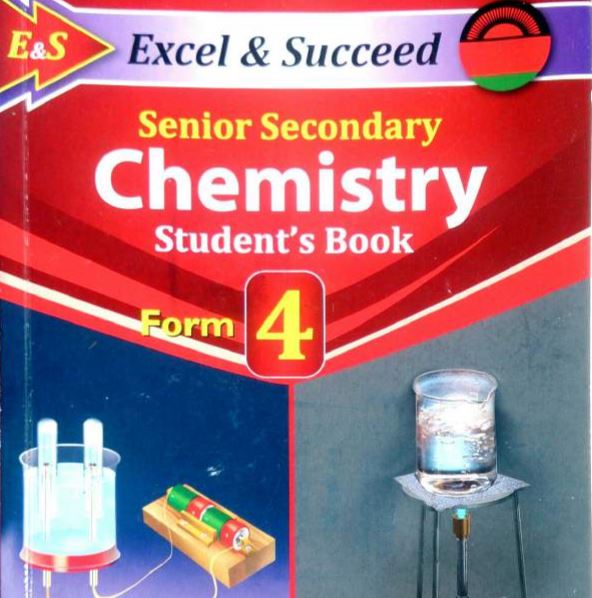 E&S
Excel & Succeed
Senior Secondary
Chemistry
Student's Book
Form 4